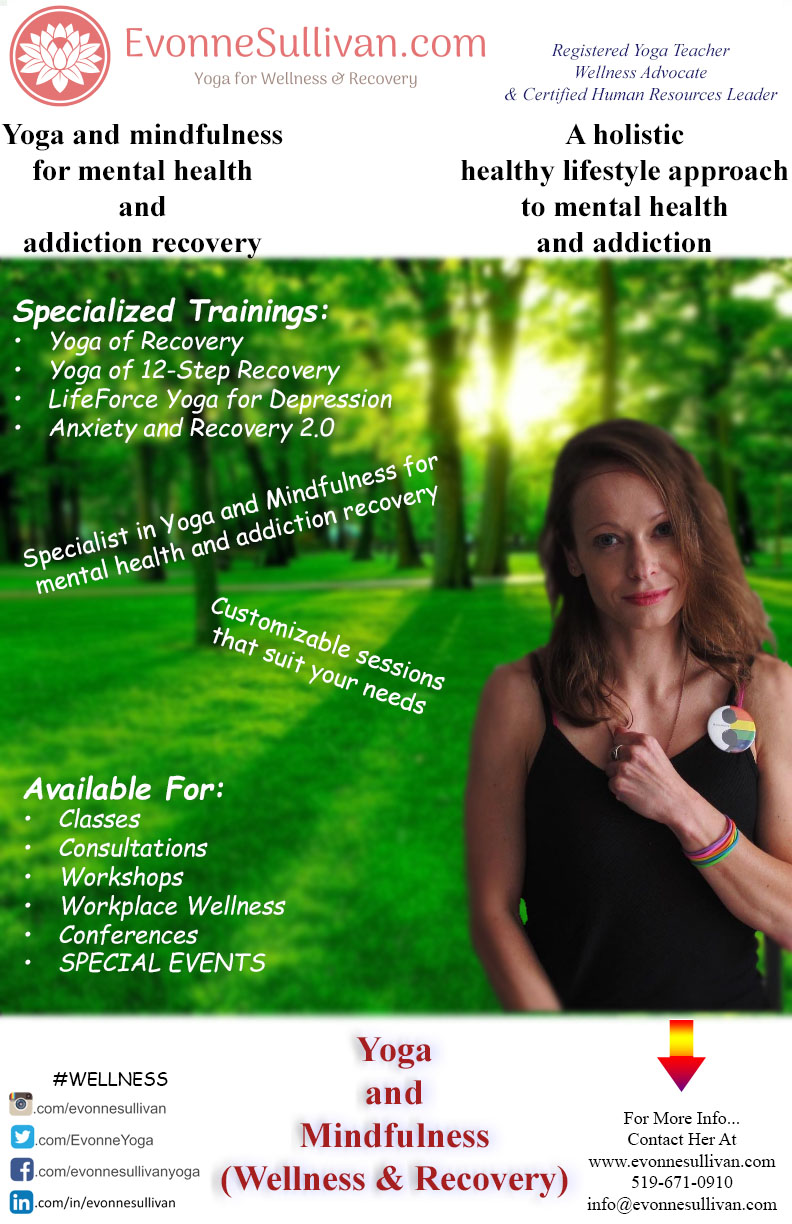 EvonneSullivan.com
Yoga for Wellness & Recovery
Registered Yoga Teacher
Wellness Advocate
& Certified Human Resources Leader
Yoga and mindfulness
for mental health
and
addiction recovery
A holistic
healthy lifestyle approach
to mental health
and addiction
Specialized Trainings:
• Yoga of Recovery
• Yoga of 12-Step Recovery
• LifeForce Yoga for Depression
• Anxiety and Recovery 2.0
Specialist in Yoga and Mindfulness for
mental health and addiction recovery
Customizable sessions
that suit your needs
Available For:
• Classes
• Consultations
• Workshops
• Workplace Wellness
• Conferences
• SPECIAL EVENTS
#WELLNESS
.com/evonnesullivan
.com/EvonneYoga
.com/evonnesullivanyoga
.com/in/evonnesullivan
Yoga
and
Mindfulness
(Wellness & Recovery)
For More Info...
Contact Her At
www.evonnesullivan.com
519-671-0910
info@evonnesullivan.com